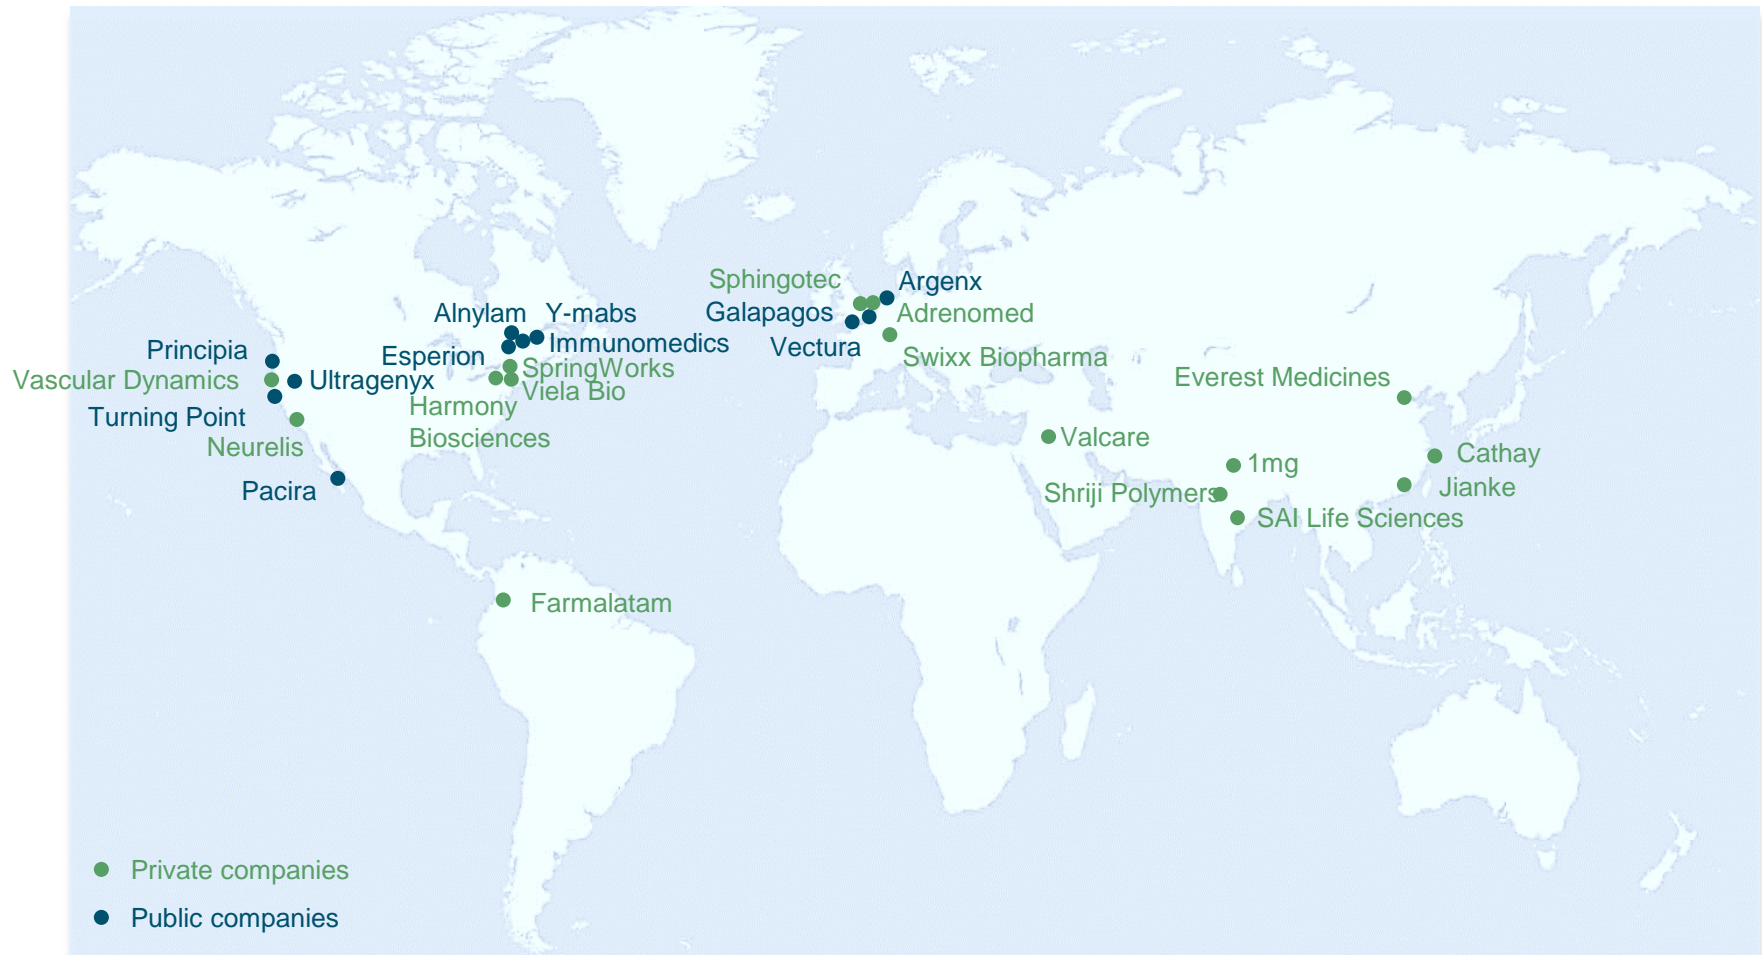 Sphingotec
Argenx
Galapagos
Adrenomed
Alnylam
Y-mabs
Immunomedics
Vectura
Principia
Esperion
Swixx Biopharma
SpringWorks
Vascular Dynamics
Ultragenyx
Everest Medicines
Viela Bio
Turning Point
Harmony
Biosciences
Neurelis
Valcare
Cathay
1mg
Pacira
Shriji Polymers
Jianke
SAI Life Sciences
Farmalatam
Private companies
Public companies